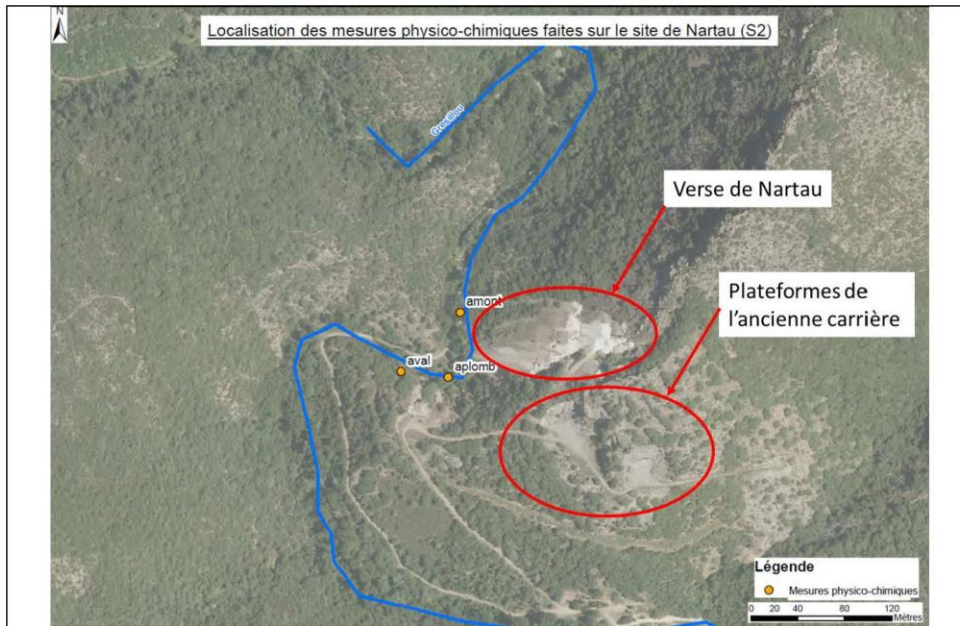 N
Localisation des mesures physico-chimiques faites sur le site de Nartau (S2)
Gresillou
Verse de Nartau
amont
Plateformes de
l'ancienne carrière
aval
aplomb
Légende
Mesures physico-chimiques
0 20 40 80 120
Mètres